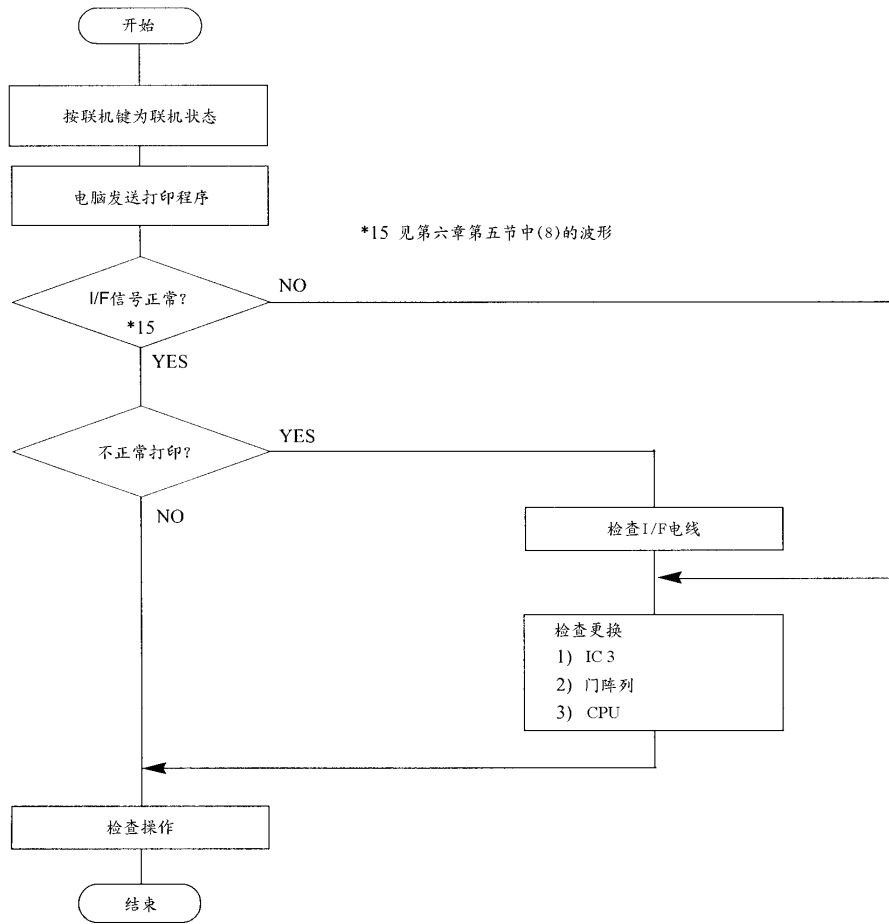 开始
按联机键为联机状态
电脑发送打印程序
*15 见第六章第五节中(8)的波形
I/F信号正常?
*15
NO
YES
不正常打印?
YES
NO
检查I/F电线
检查更换
1) IC 3
2) 门阵列
3) CPU
检查操作
结束